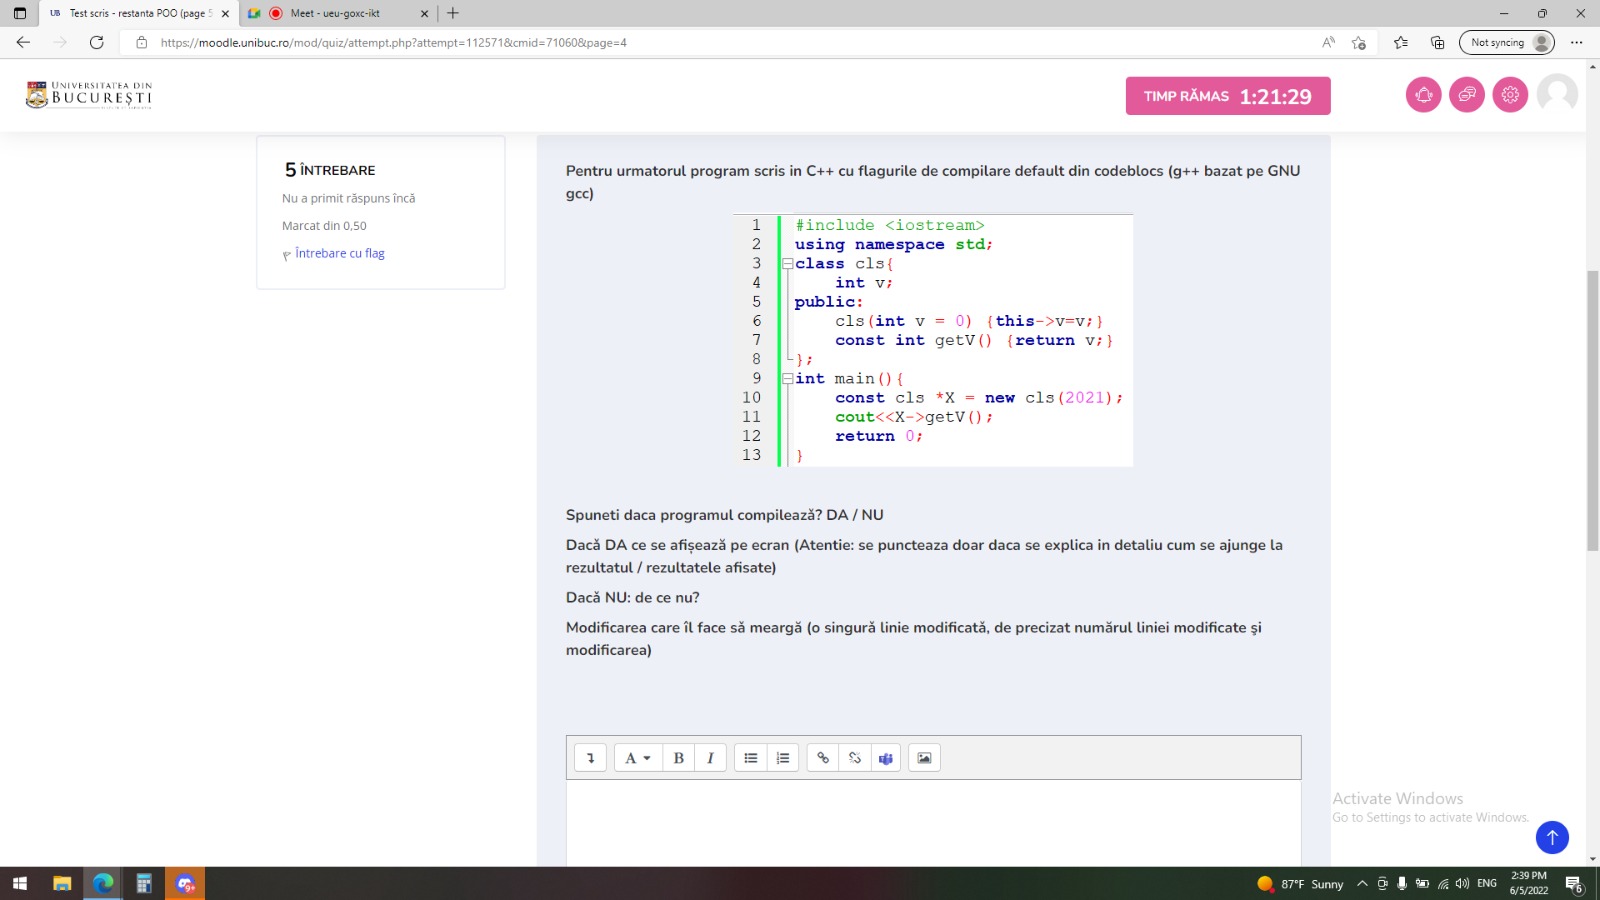 Test scris - restanta POO (page 5
Meet - ueu-goxc-ikt
https://moodle.unibuc.ro/mod/quiz/attempt.php?attempt=112571&cmid=71060&page=4
Not syncing
UNIVERSITATEA DIN
BUCUREȘTI
TIMP RĂMAS 1:21:29
5 ÎNTREBARE
Nu a primit răspuns încă
Marcat din 0,50
Întrebare cu flag
Pentru urmatorul program scris in C++ cu flagurile de compilare default din codeblocs (g++ bazat pe GNU
gcc)
1 #include <iostream>
2 using namespace std;
3 class cls{
4 int v;
5 public:
6 cls(int v = 0) {this->v=v;}
7 const int getV() {return v;}
8 };
9 int main(){
10 const cls *X = new cls(2021);
11 cout<<X->getV();
12 return 0;
13 }
Spuneti daca programul compilează? DA / NU
Dacă DA ce se afișează pe ecran (Atentie: se puncteaza doar daca se explica in detaliu cum se ajunge la
rezultatul / rezultatele afisate)
Dacă NU: de ce nu?
Modificarea care îl face să meargă (o singură linie modificată, de precizat numărul liniei modificate şi
modificarea)
A B I
Activate Windows
Go to Settings to activate Windows.
9+
87°F Sunny
ENG
2:39 PM
6/5/2022
6